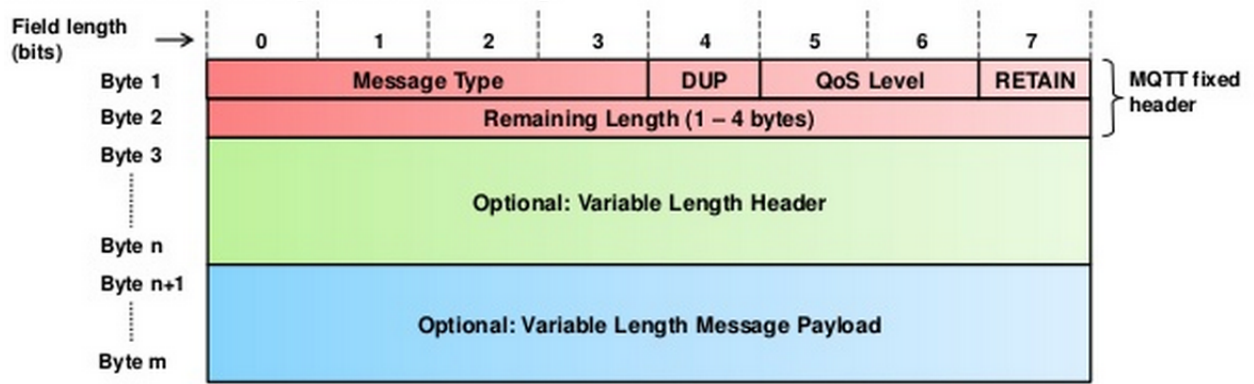 Field length
(bits)
0 1 2 3 4 5 6 7
Byte 1 Message Type DUP QoS Level RETAIN
MQTT fixed
header
Byte 2 Remaining Length (1 – 4 bytes)
Byte 3
Optional: Variable Length Header
Byte n
Byte n+1
Optional: Variable Length Message Payload
Byte m